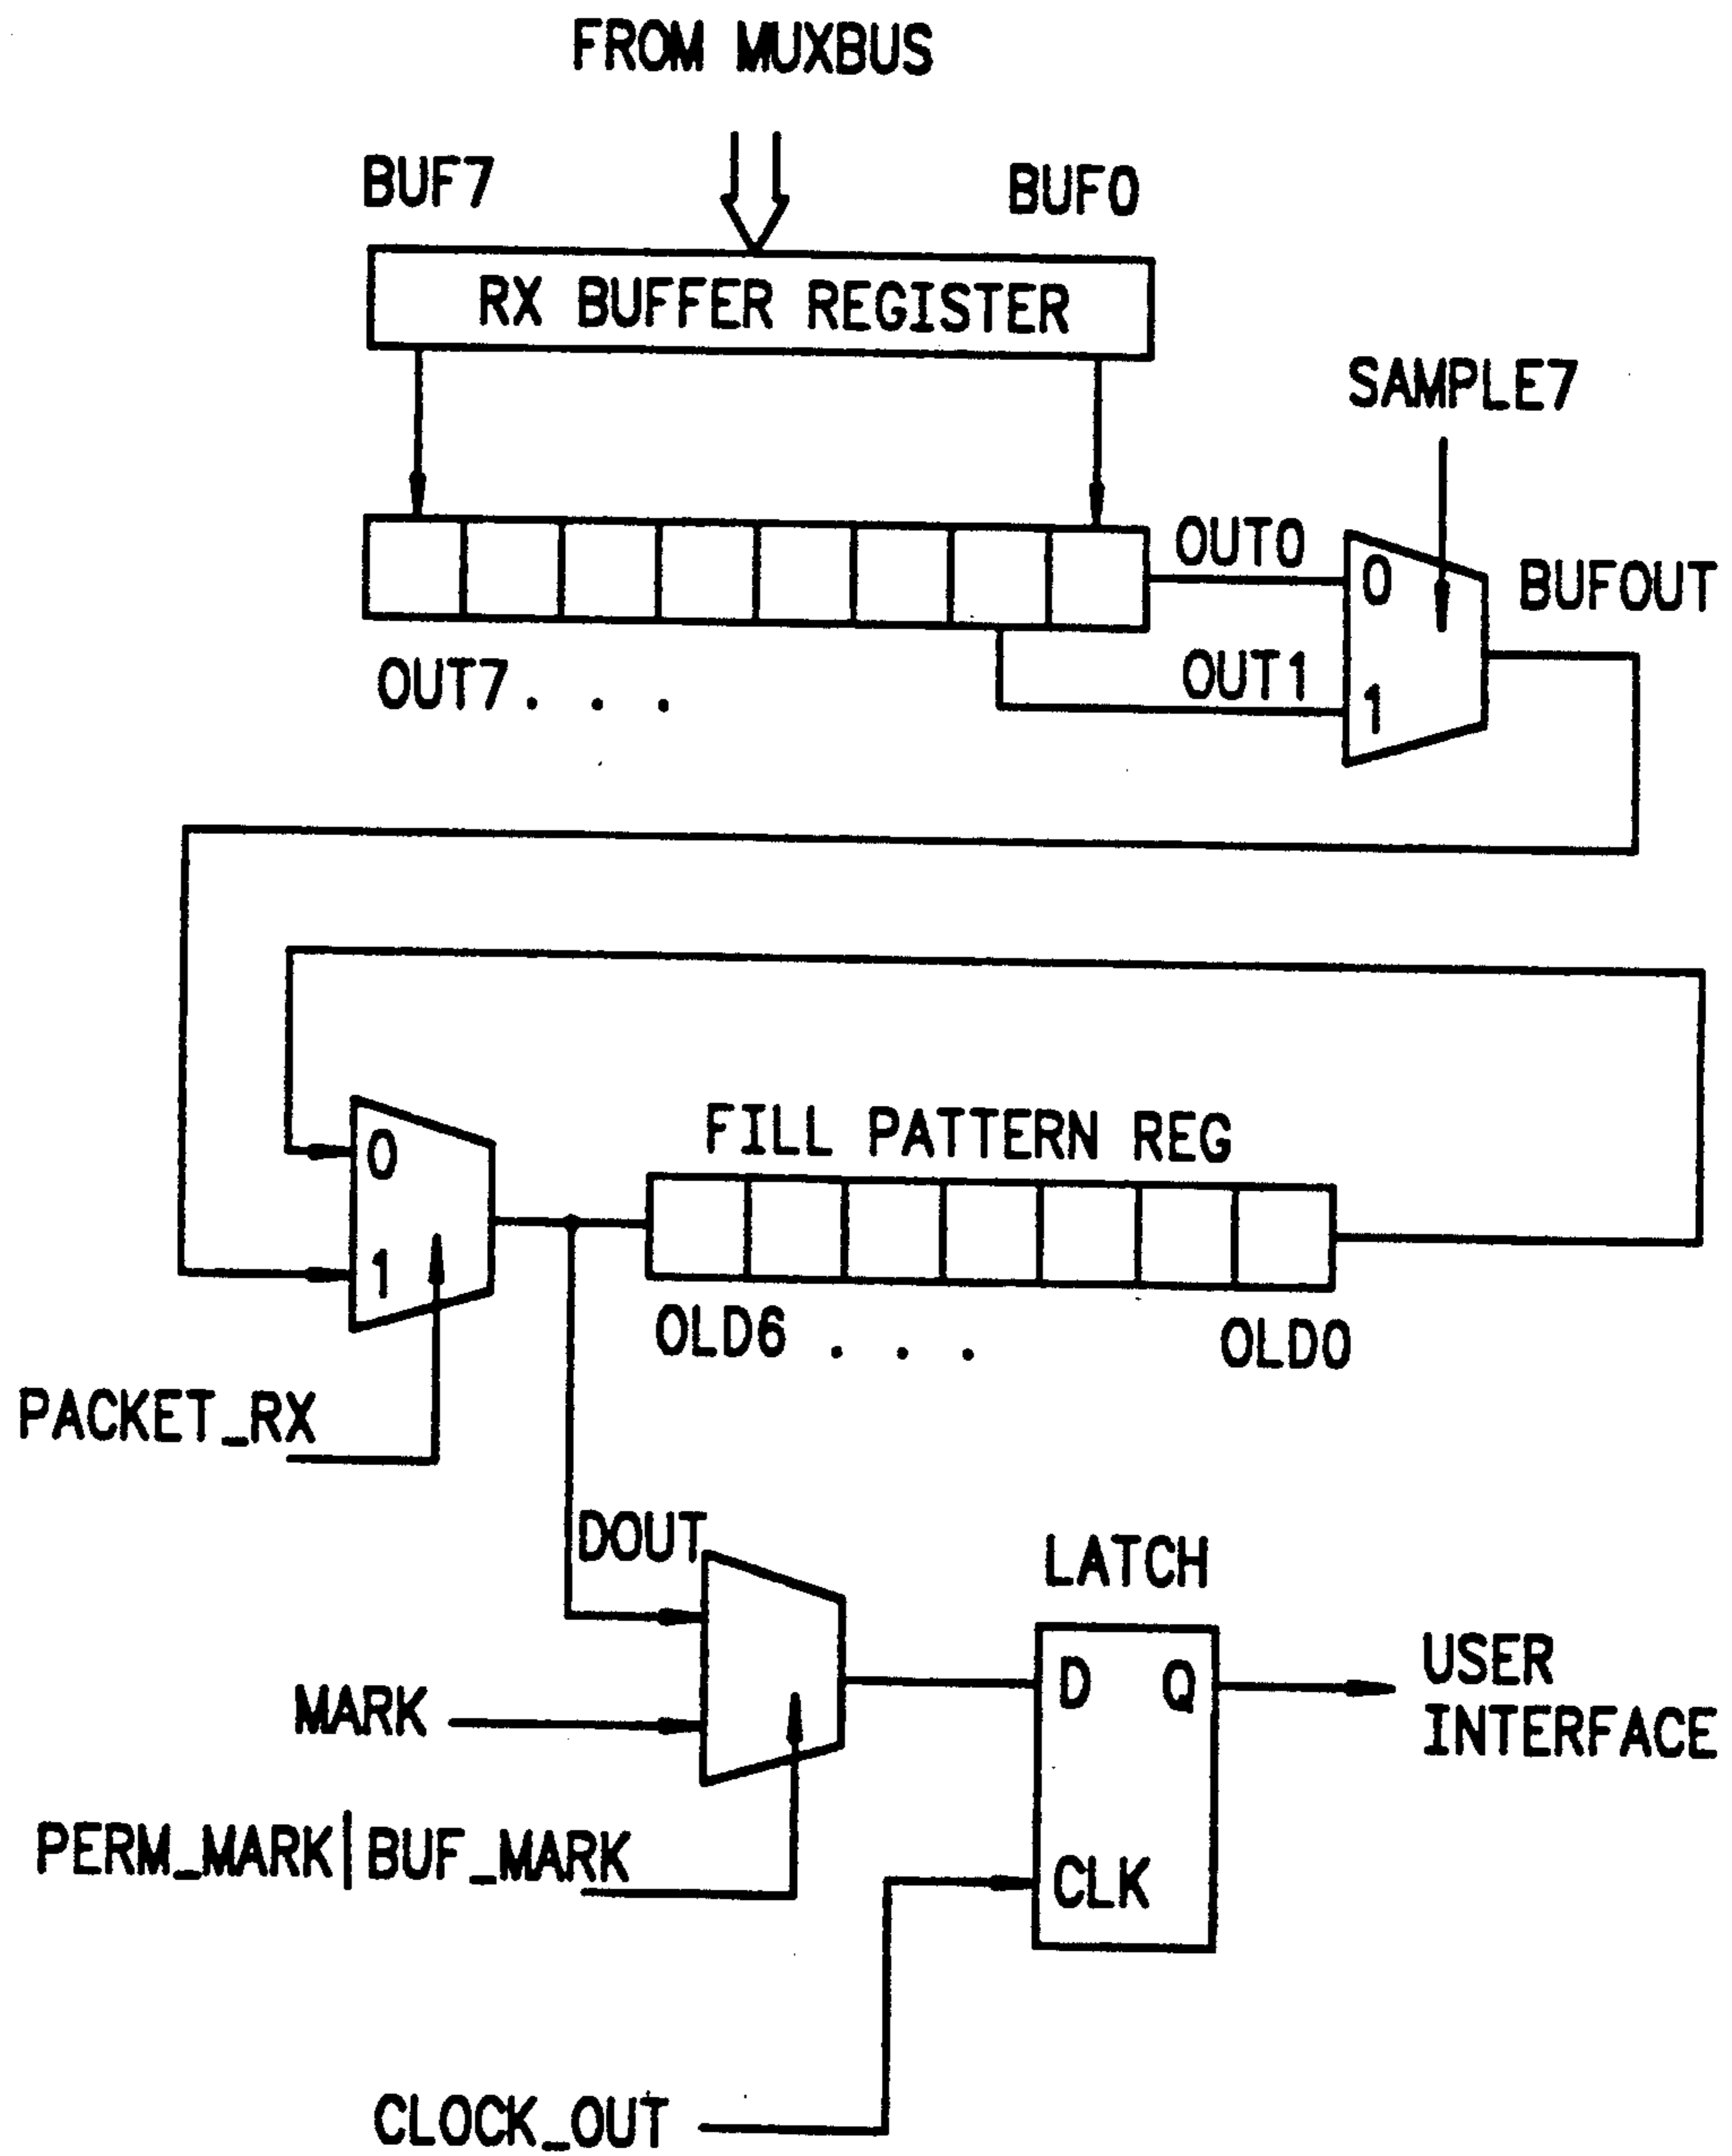 FROM MUXBUS
BUF7
BUF0
RX BUFFER REGISTER
SAMPLE7
OUT0
0
BUFOUT
OUT7. . .
OUT1
1
FILL PATTERN REG
0
1
OLD6 . . .
OLD0
PACKET_RX
DOUT
LATCH
D Q
USER
INTERFACE
MARK
PERM_MARK|BUF_MARK
CLK
CLOCK_OUT